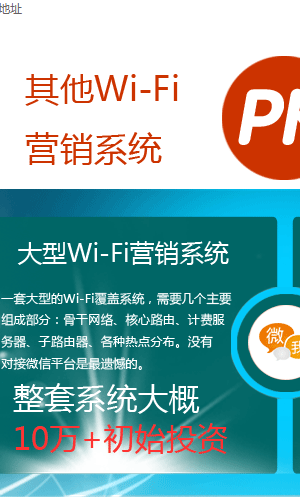 地址
其他Wi-Fi
营销系统
PK
大型Wi-Fi营销系统
一套大型的Wi-Fi覆盖系统，需要几个主要
组成部分：骨干网络、核心路由、计费服
务器、子路由器、各种热点分布。没有
对接微信平台是最遗憾的。
微
我
整套系统大概
10万+初始投资